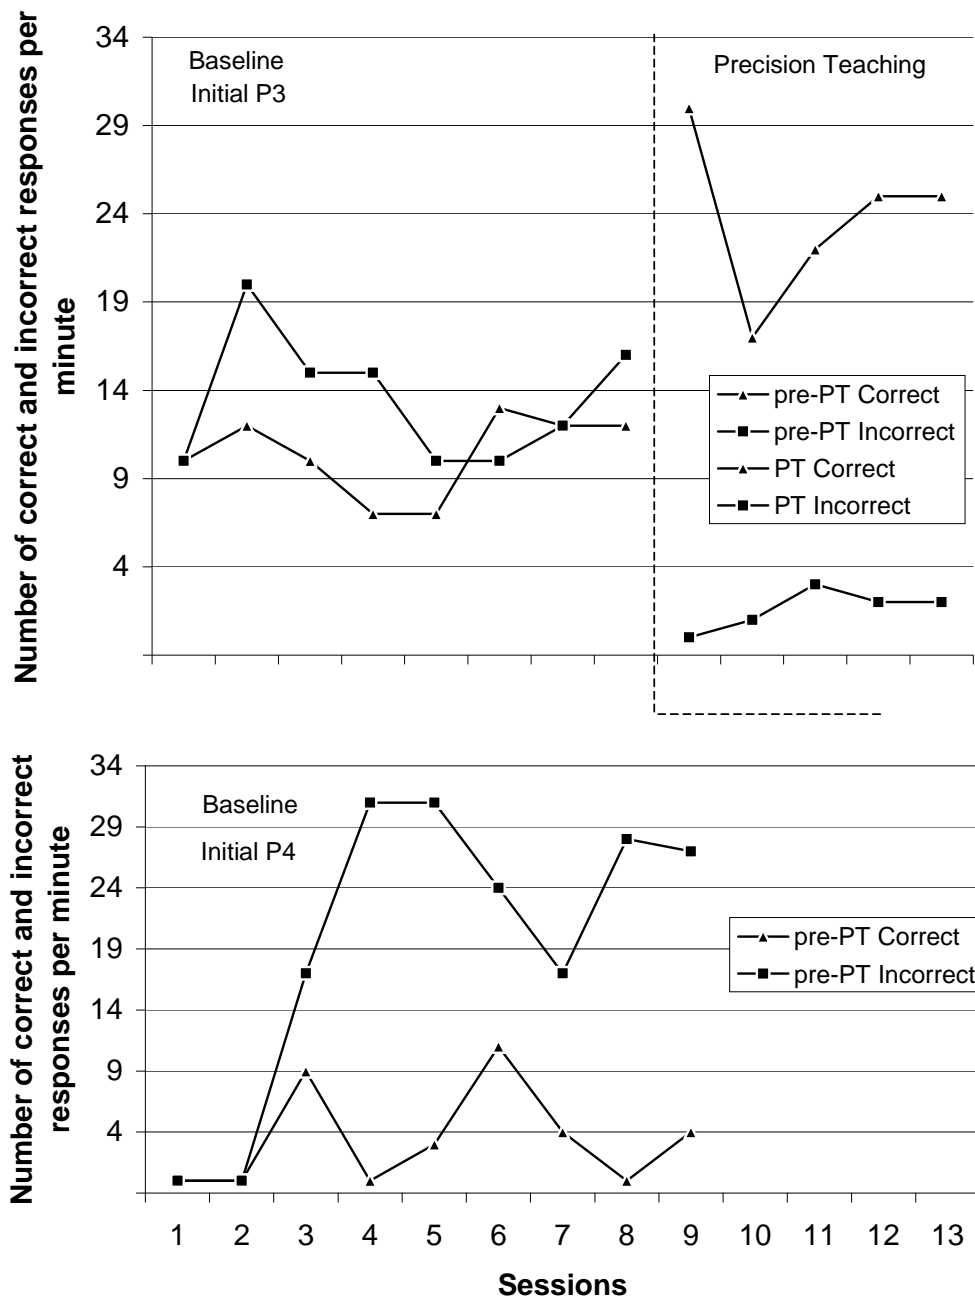 Number of correct and incorrect responses per
minute
34
29
24
19
14
9
4
Baseline
Initial P3
Precision Teaching
pre-PT Correct
pre-PT Incorrect
PT Correct
PT Incorrect
Number of correct and incorrect
responses per minute
34
29
24
19
14
9
4
Baseline
Initial P4
pre-PT Correct
pre-PT Incorrect
1 2 3 4 5 6 7 8 9 10 11 12 13
Sessions